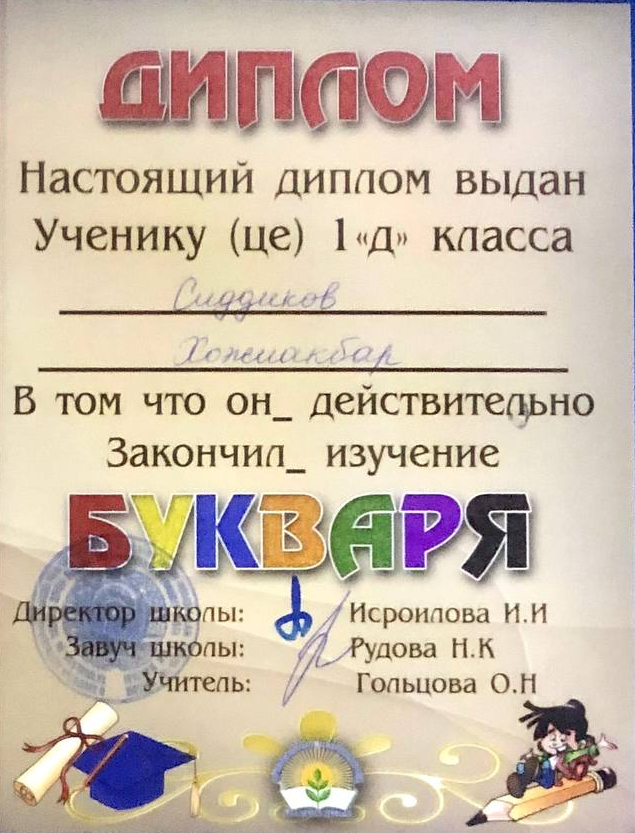 ДИПЛОМ
Настоящий диплом выдан
Ученику (це) 1«д» класса
Сиддиков
Хожиакбар
В том что он_ действительно
Закончил_ изучение
БУКВАРЯ
Директор школы: Исроилова И.И
Завуч школы: Рудова Н.К
Учитель: Гольцова О.Н